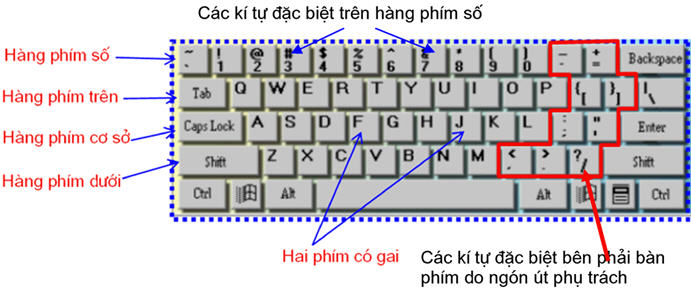 Các kí tự đặc biệt trên hàng phím số
Hàng phím số
~ ` ! 1 @ 2 # 3 $ 4 % 5 ^ 6 & 7 * 8 ( 9 ) 0 _ - + = Backspace
Hàng phím trên
Tab Q W E R T Y U I O P { [ } ] | \
Hàng phím cơ sở
Caps Lock A S D F G H J K L : ; " ' Enter
Hàng phím dưới
Shift Z X C V B N M < , > . ? / Shift
Ctrl Alt Alt Ctrl
Hai phím có gai
Các kí tự đặc biệt bên phải bàn
phím do ngón út phụ trách